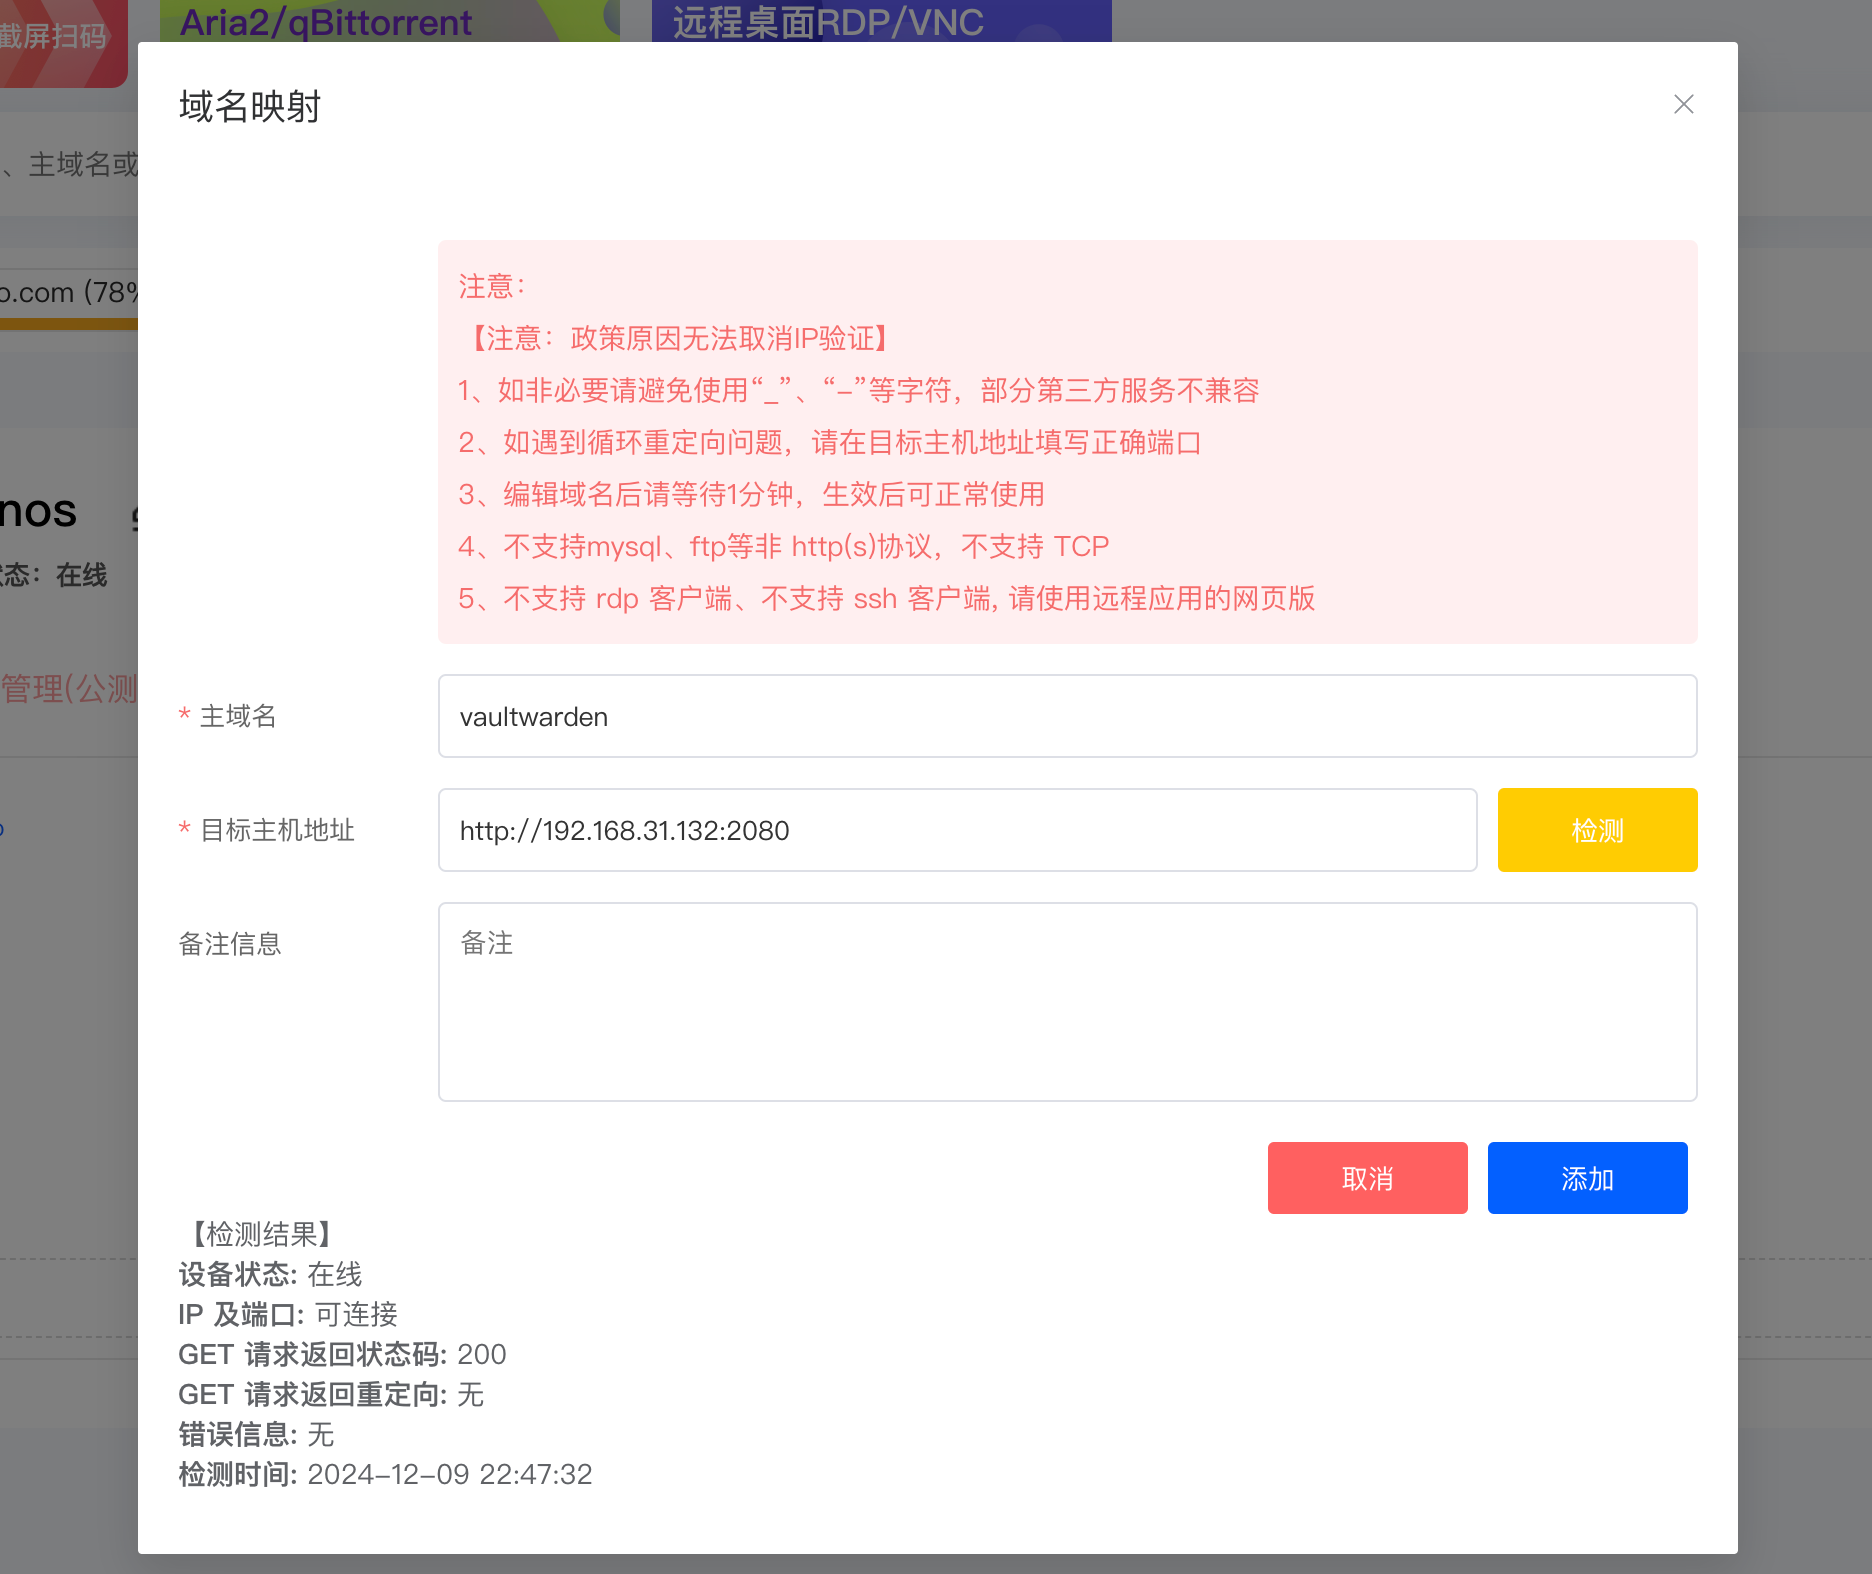 截屏扫码
Aria2/qBittorrent
远程桌面RDP/VNC
域名映射
、主域名或
o.com (78%
nos
状态：在线
管理(公测
注意：
【注意：政策原因无法取消IP验证】
1、如非必要请避免使用“_”、“-”等字符，部分第三方服务不兼容
2、如遇到循环重定向问题，请在目标主机地址填写正确端口
3、编辑域名后请等待1分钟，生效后可正常使用
4、不支持mysql、ftp等非 http(s)协议，不支持 TCP
5、不支持 rdp 客户端、不支持 ssh 客户端, 请使用远程应用的网页版
* 主域名
vaultwarden
* 目标主机地址
http://192.168.31.132:2080
检测
备注信息
备注
取消
添加
【检测结果】
设备状态: 在线
IP 及端口: 可连接
GET 请求返回状态码: 200
GET 请求返回重定向: 无
错误信息: 无
检测时间: 2024-12-09 22:47:32